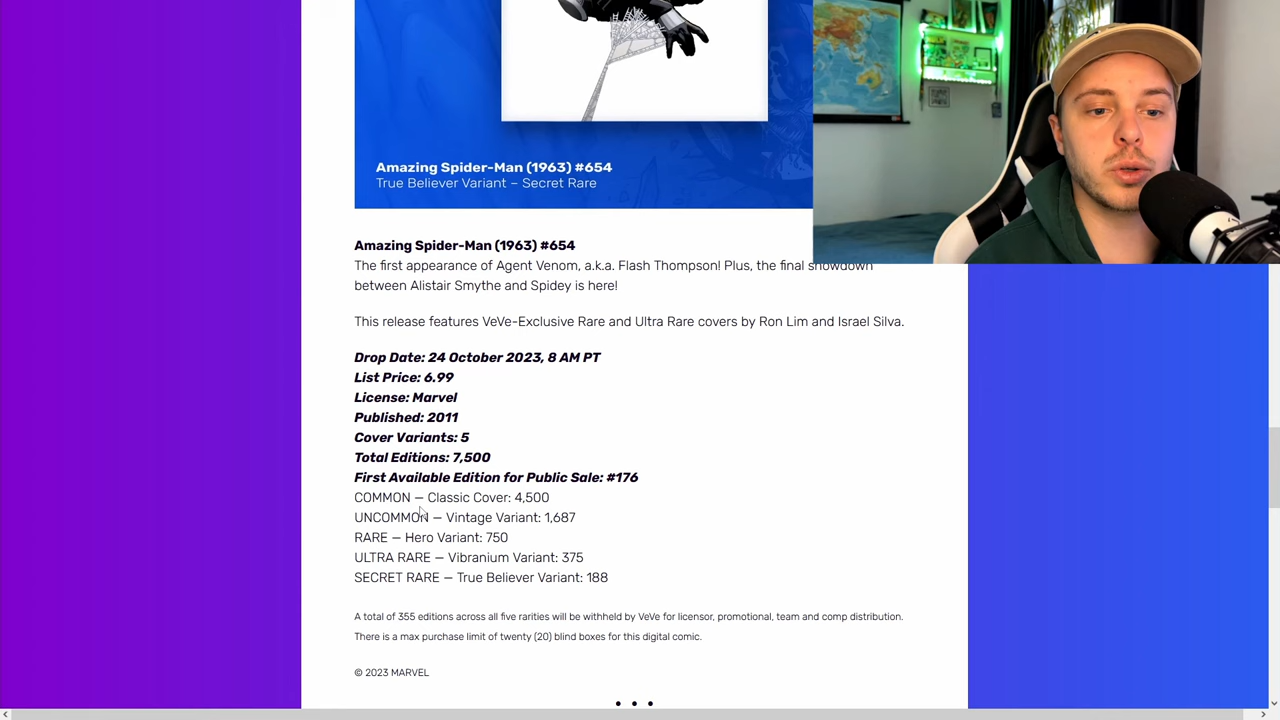 Amazing Spider-Man (1963) #654
True Believer Variant – Secret Rare
Amazing Spider-Man (1963) #654
The first appearance of Agent Venom, a.k.a. Flash Thompson! Plus, the final showdown
between Alistair Smythe and Spidey is here!
This release features VeVe-Exclusive Rare and Ultra Rare covers by Ron Lim and Israel Silva.
Drop Date: 24 October 2023, 8 AM PT
List Price: 6.99
License: Marvel
Published: 2011
Cover Variants: 5
Total Editions: 7,500
First Available Edition for Public Sale: #176
COMMON — Classic Cover: 4,500
UNCOMMON — Vintage Variant: 1,687
RARE — Hero Variant: 750
ULTRA RARE — Vibranium Variant: 375
SECRET RARE — True Believer Variant: 188
A total of 355 editions across all five rarities will be withheld by VeVe for licensor, promotional, team and comp distribution.
There is a max purchase limit of twenty (20) blind boxes for this digital comic.
© 2023 MARVEL